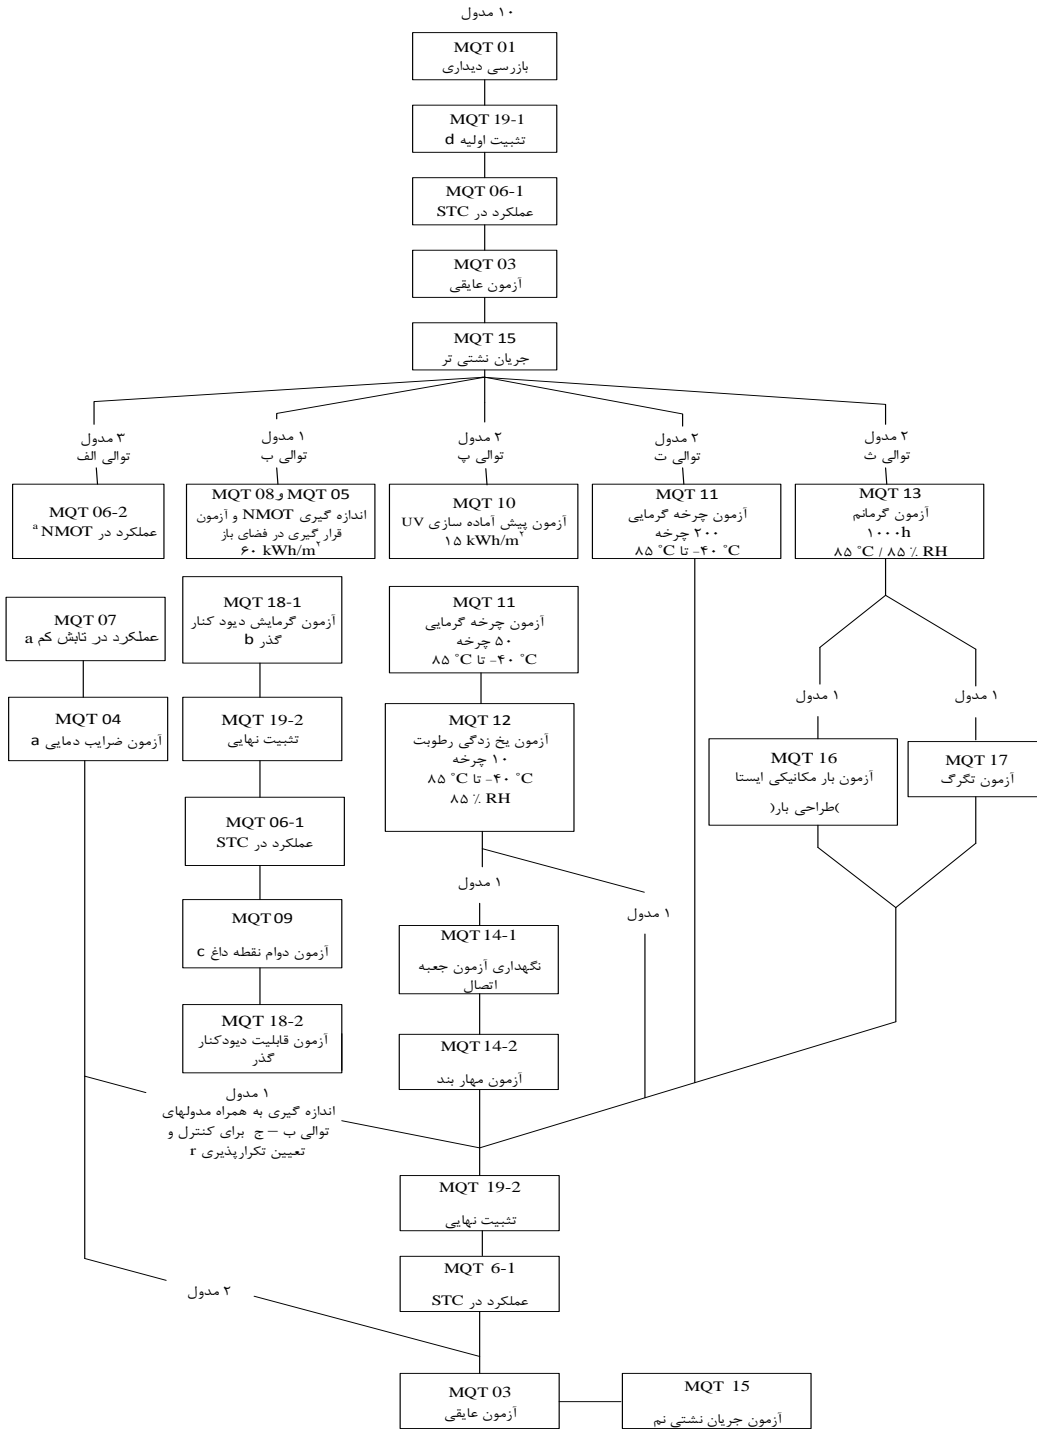 ۱۰ مدول
MQT 01
بازرسی دیداری
MQT 19-1
تثبیت اولیه d
MQT 06-1
عملکرد در STC
MQT 03
آزمون عایقی
MQT 15
جریان نشتی تر
۳ مدول
توالی الف
۱ مدول
توالی ب
۲ مدول
توالی پ
۲ مدول
توالی ت
۲ مدول
توالی ث
MQT 06-2
عملکرد در NMOT a
MQT 05 و MQT 08
اندازه گیری NMOT و آزمون
قرار گیری در فضای باز
۶۰ kWh/m۲
MQT 10
آزمون پیش آماده سازی UV
۱۵ kWh/m۲
MQT 11
آزمون چرخه گرمایی
۲۰۰ چرخه
۴۰ °C- تا ۸۵ °C
MQT 13
آزمون گرمانم
۱۰۰۰h
۸۵ °C / ۸۵ ٪ RH
MQT 07
عملکرد در تابش کم a
MQT 04
آزمون ضرایب دمایی a
MQT 18-1
آزمون گرمایش دیود کنار
گذر b
MQT 19-2
تثبیت نهایی
MQT 06-1
عملکرد در STC
MQT 09
آزمون دوام نقطه داغ c
MQT 18-2
آزمون قابلیت دیودکنار
گذر
MQT 11
آزمون چرخه گرمایی
۵۰ چرخه
۴۰ °C- تا ۸۵ °C
MQT 12
آزمون یخ زدگی رطوبت
۱۰ چرخه
۴۰ °C- تا ۸۵ °C
۸۵ ٪ RH
۱ مدول
۱ مدول
MQT 14-1
نگهداری آزمون جعبه
اتصال
MQT 14-2
آزمون مهار بند
۱ مدول
۱ مدول
MQT 16
آزمون بار مکانیکی ایستا
)طراحی بار(
MQT 17
آزمون تگرگ
۱ مدول
اندازه گیری به همراه مدولهای
توالی ب – ج برای کنترل و
تعیین تکرارپذیری r
MQT 19-2
تثبیت نهایی
MQT 6-1
عملکرد در STC
۲ مدول
MQT 03
آزمون عایقی
MQT 15
آزمون جریان نشتی نم